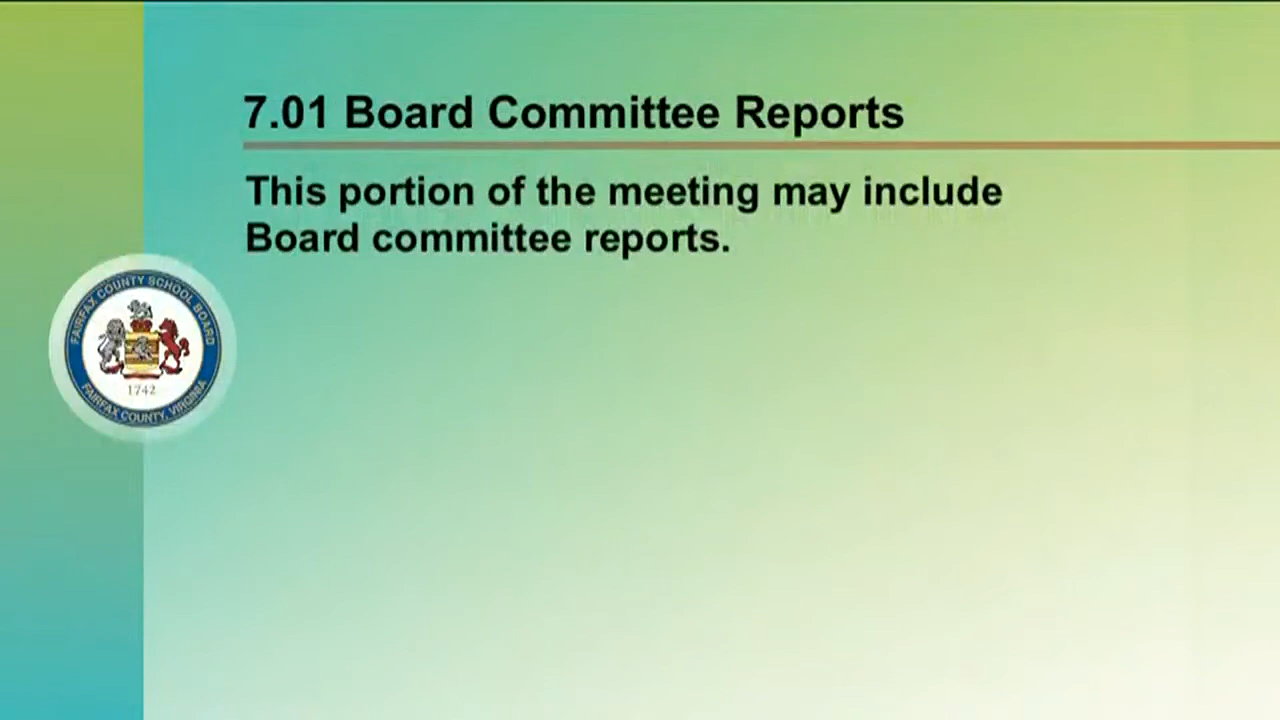 7.01 Board Committee Reports
This portion of the meeting may include
Board committee reports.
FAIRFAX COUNTY SCHOOL BOARD
1742
FAIRFAX COUNTY, VIRGINIA